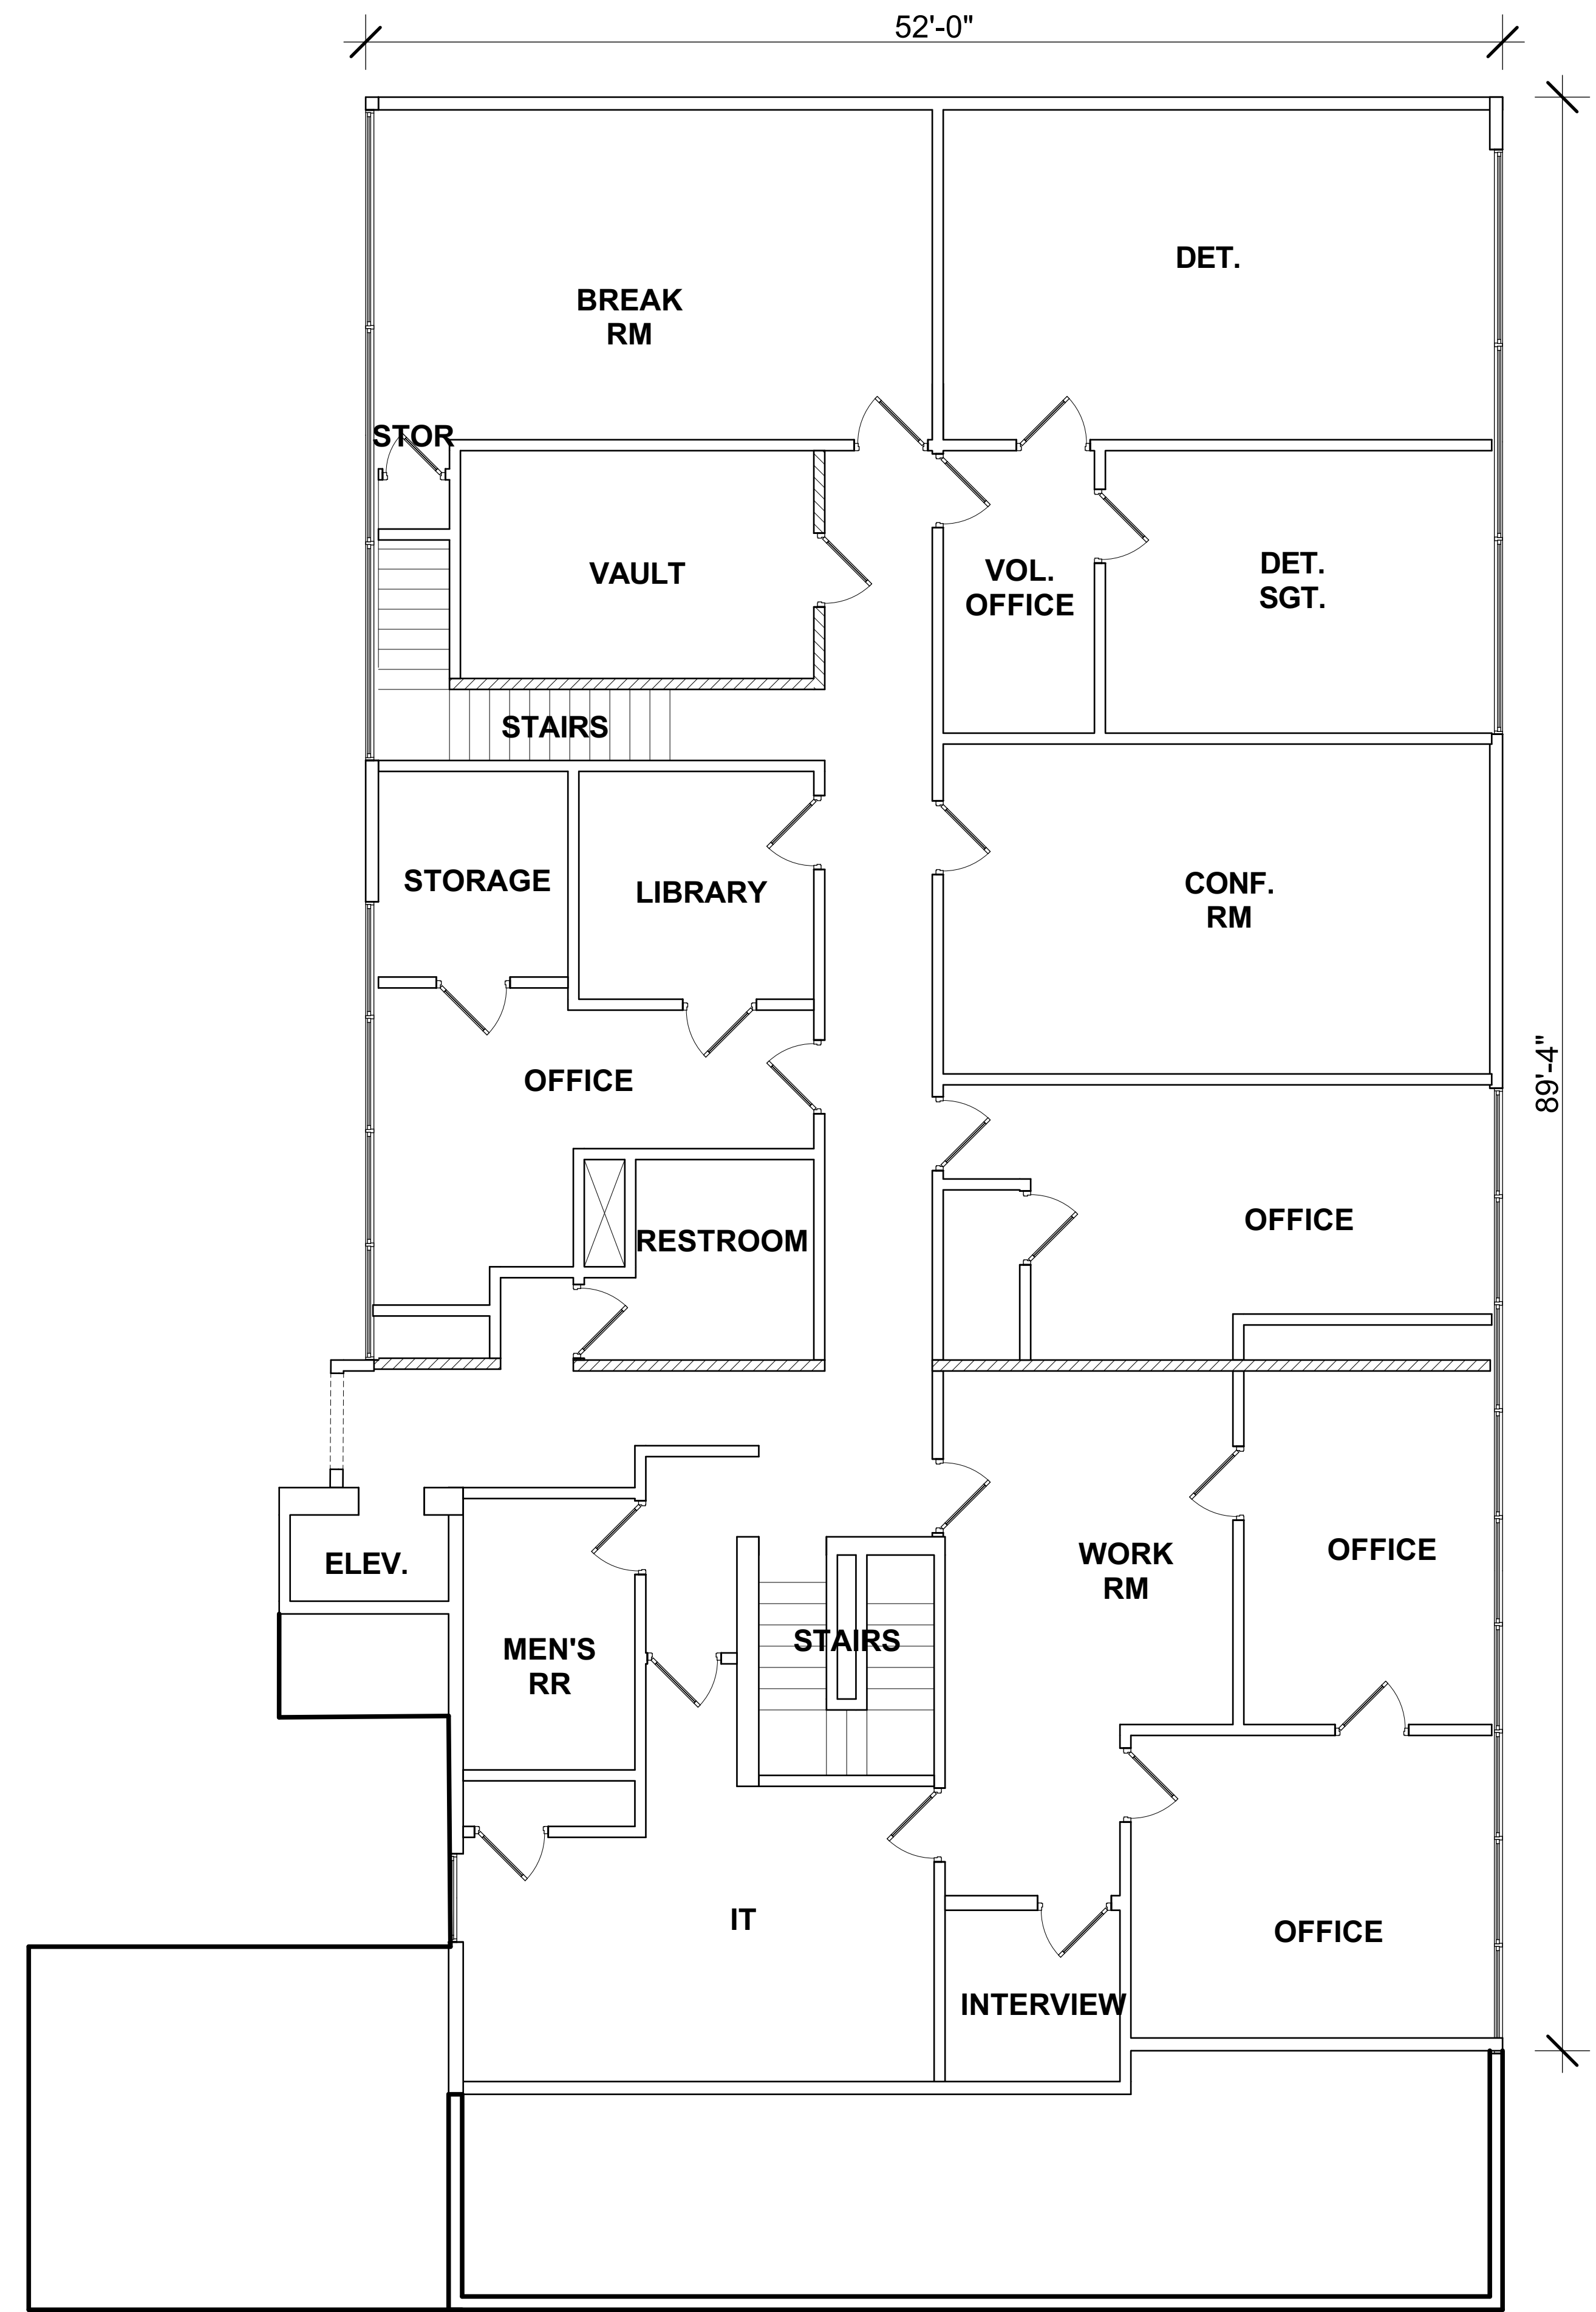 52'-0"
DET.
BREAK
RM
STOR
VAULT
VOL.
OFFICE
DET.
SGT.
STAIRS
STORAGE
LIBRARY
CONF.
RM
OFFICE
89'-4"
RESTROOM
OFFICE
ELEV.
WORK
RM
OFFICE
MEN'S
RR
STAIRS
IT
OFFICE
INTERVIEW